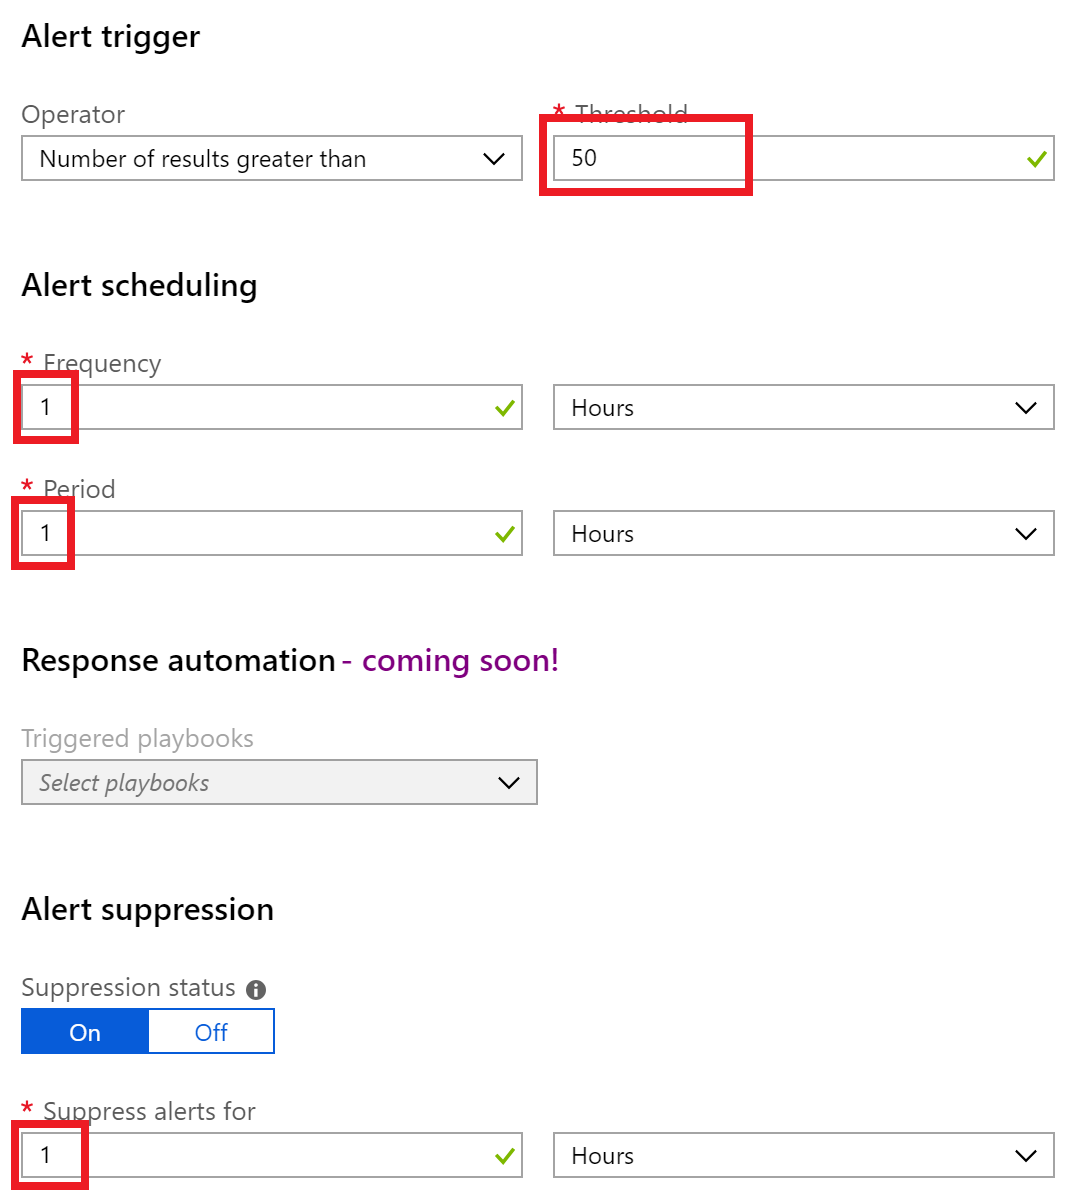 Alert trigger
Operator
* Threshold
Number of results greater than
50
Alert scheduling
* Frequency
1
Hours
* Period
1
Hours
Response automation - coming soon!
Triggered playbooks
Select playbooks
Alert suppression
Suppression status
On
Off
* Suppress alerts for
1
Hours